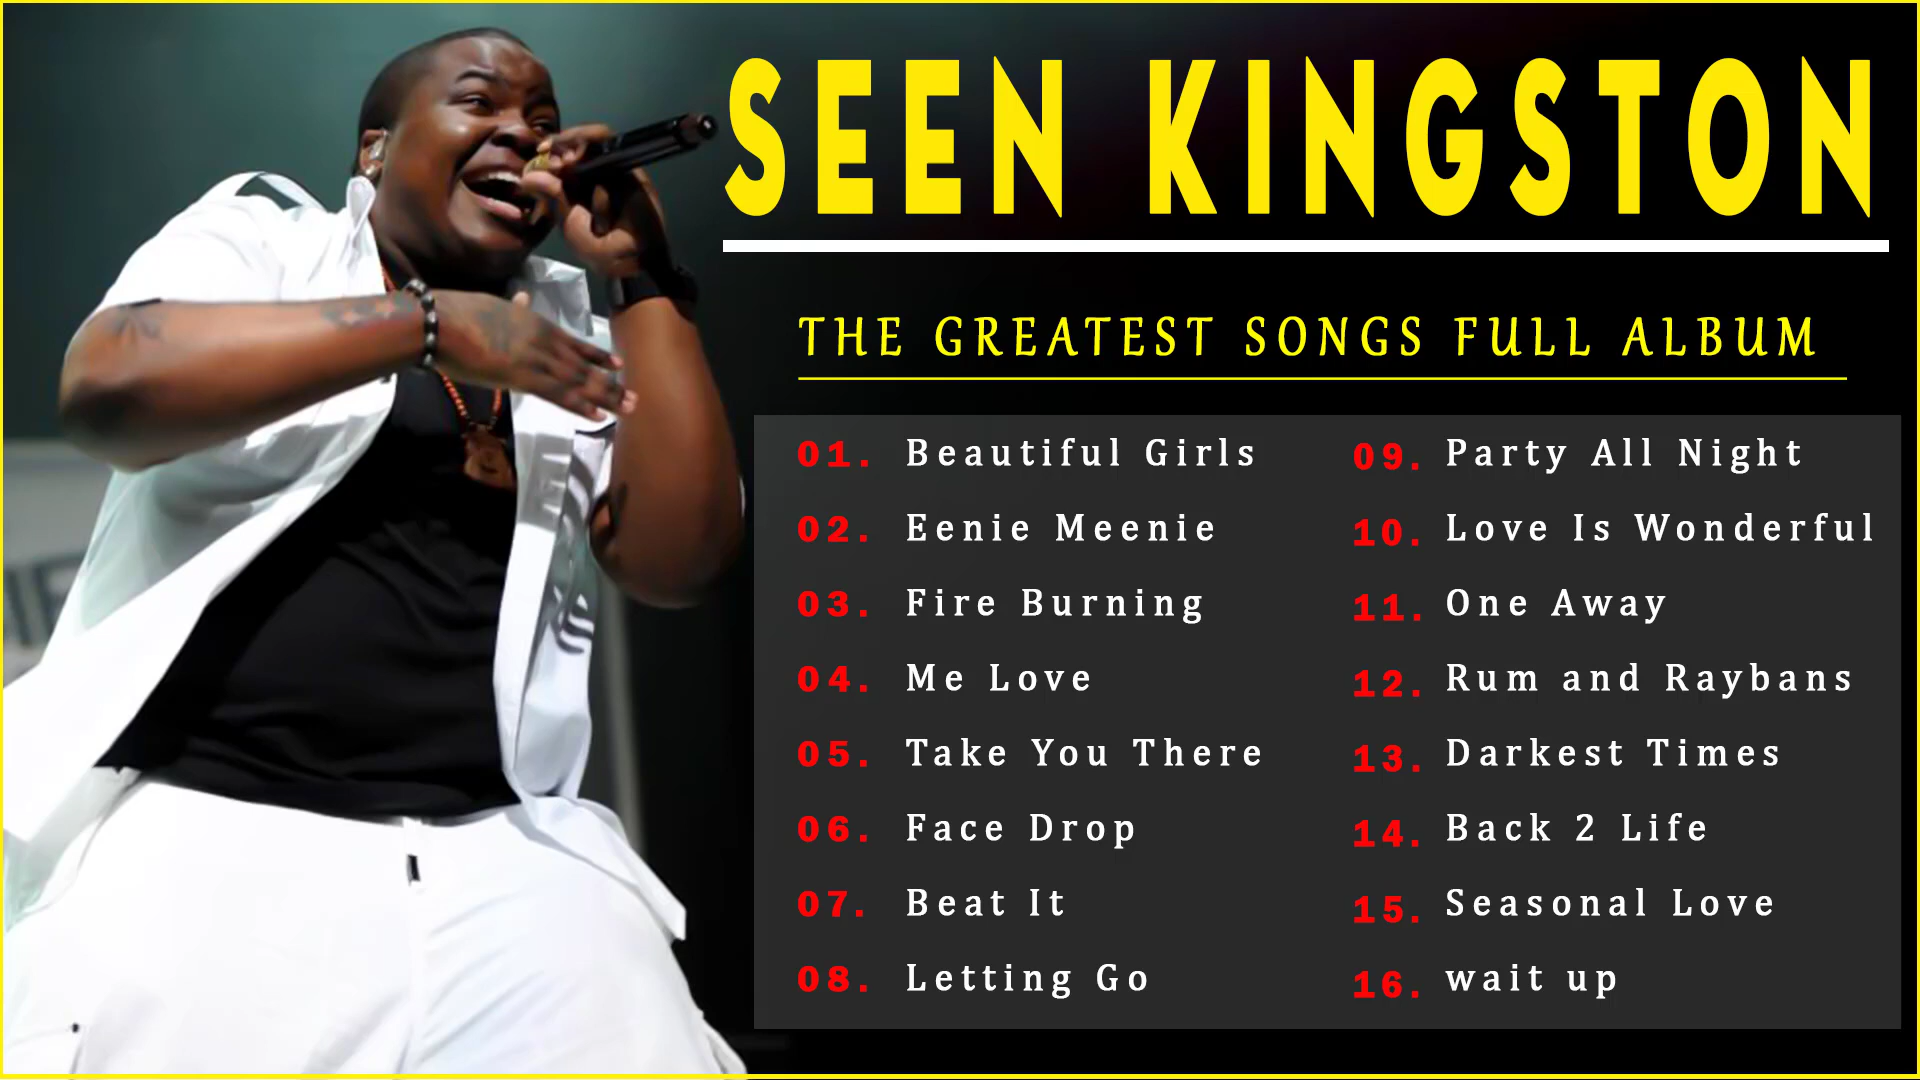 SEEN KINGSTON
THE GREATEST SONGS FULL ALBUM
01. Beautiful Girls
02. Eenie Meenie
03. Fire Burning
04. Me Love
05. Take You There
06. Face Drop
07. Beat It
08. Letting Go
09. Party All Night
10. Love Is Wonderful
11. One Away
12. Rum and Raybans
13. Darkest Times
14. Back 2 Life
15. Seasonal Love
16. wait up